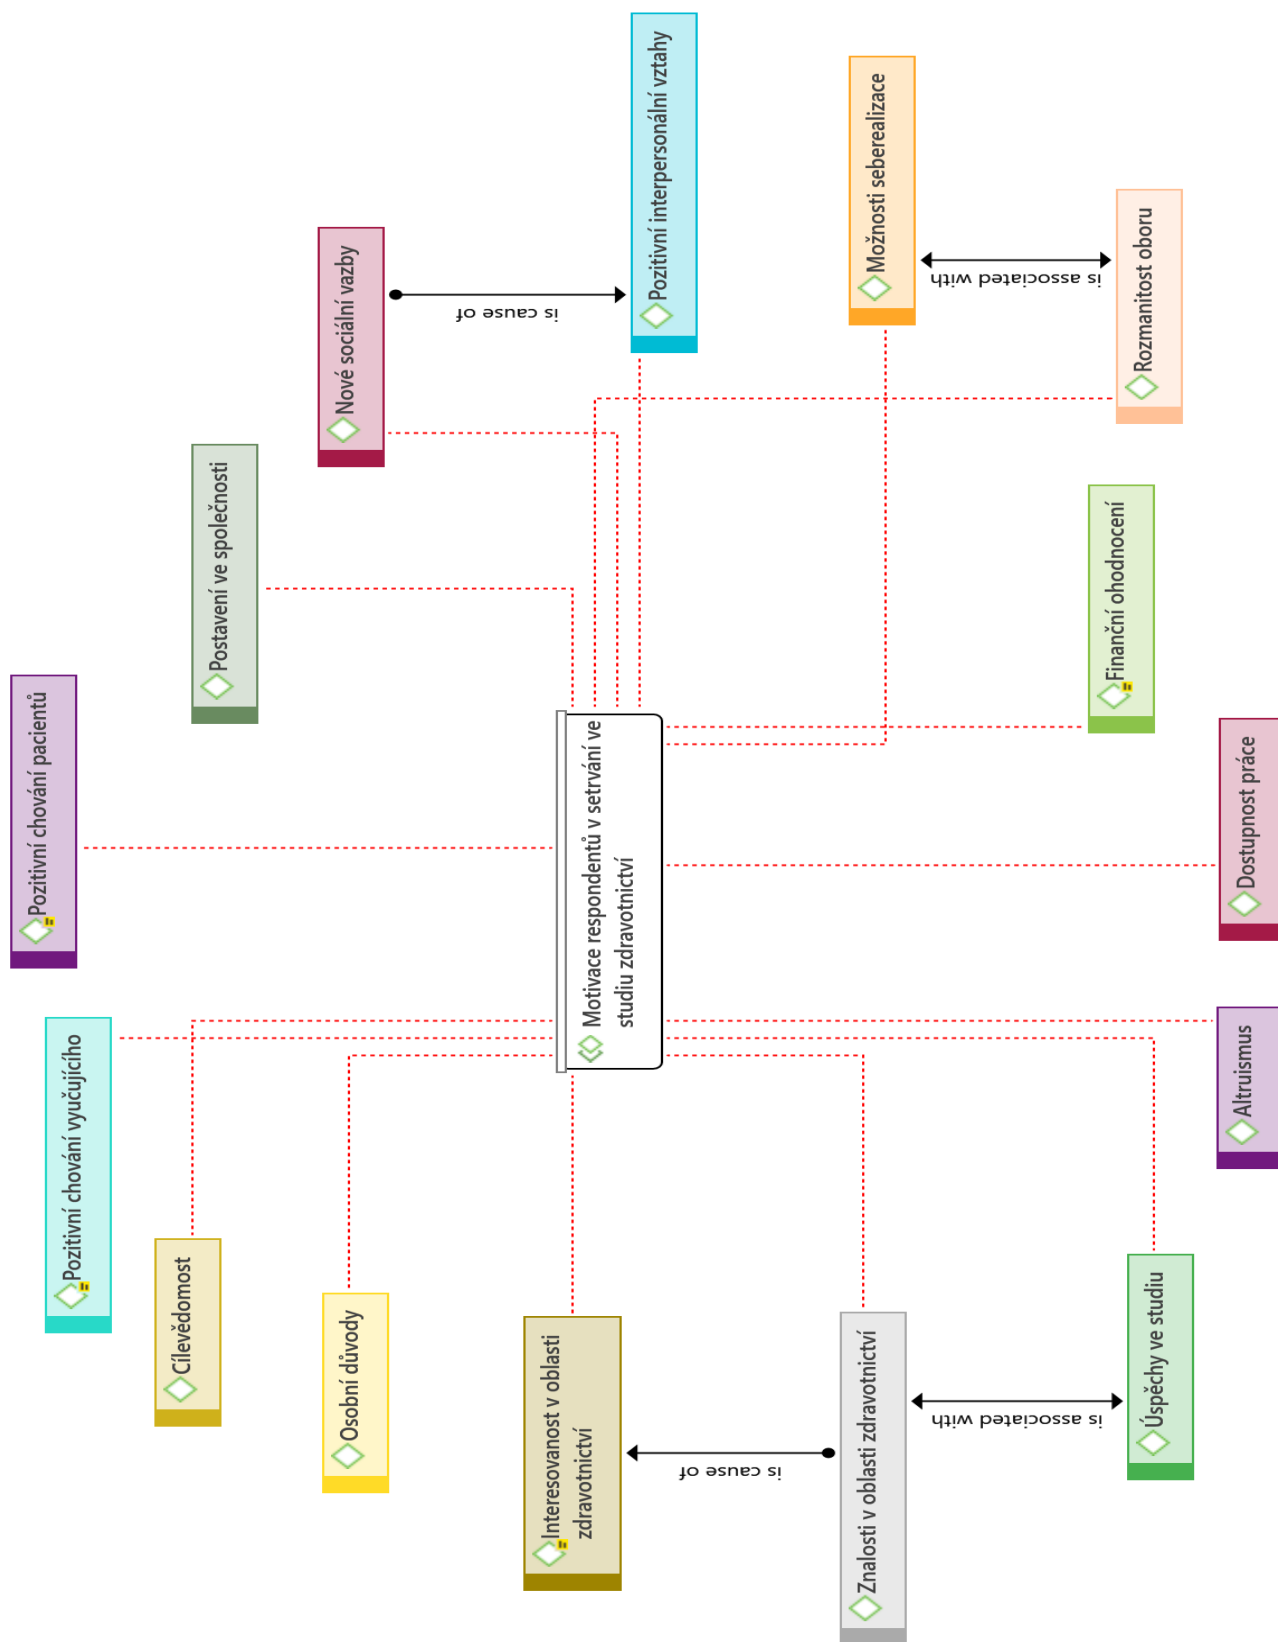 Pozitivní chování pacientů
Pozitivní chování vyučujícího
Cílevědomost
Postavení ve společnosti
Nové sociální vazby
is cause of
Pozitivní interpersonální vztahy
Osobní důvody
Interesovanost v oblasti
zdravotnictví
Motivace respondentů v setrvání ve
studiu zdravotnictví
is cause of
Znalosti v oblasti zdravotnictví
is associated with
Úspěchy ve studiu
Možnosti seberealizace
is associated with
Rozmanitost oboru
Finanční ohodnocení
Dostupnost práce
Altruismus